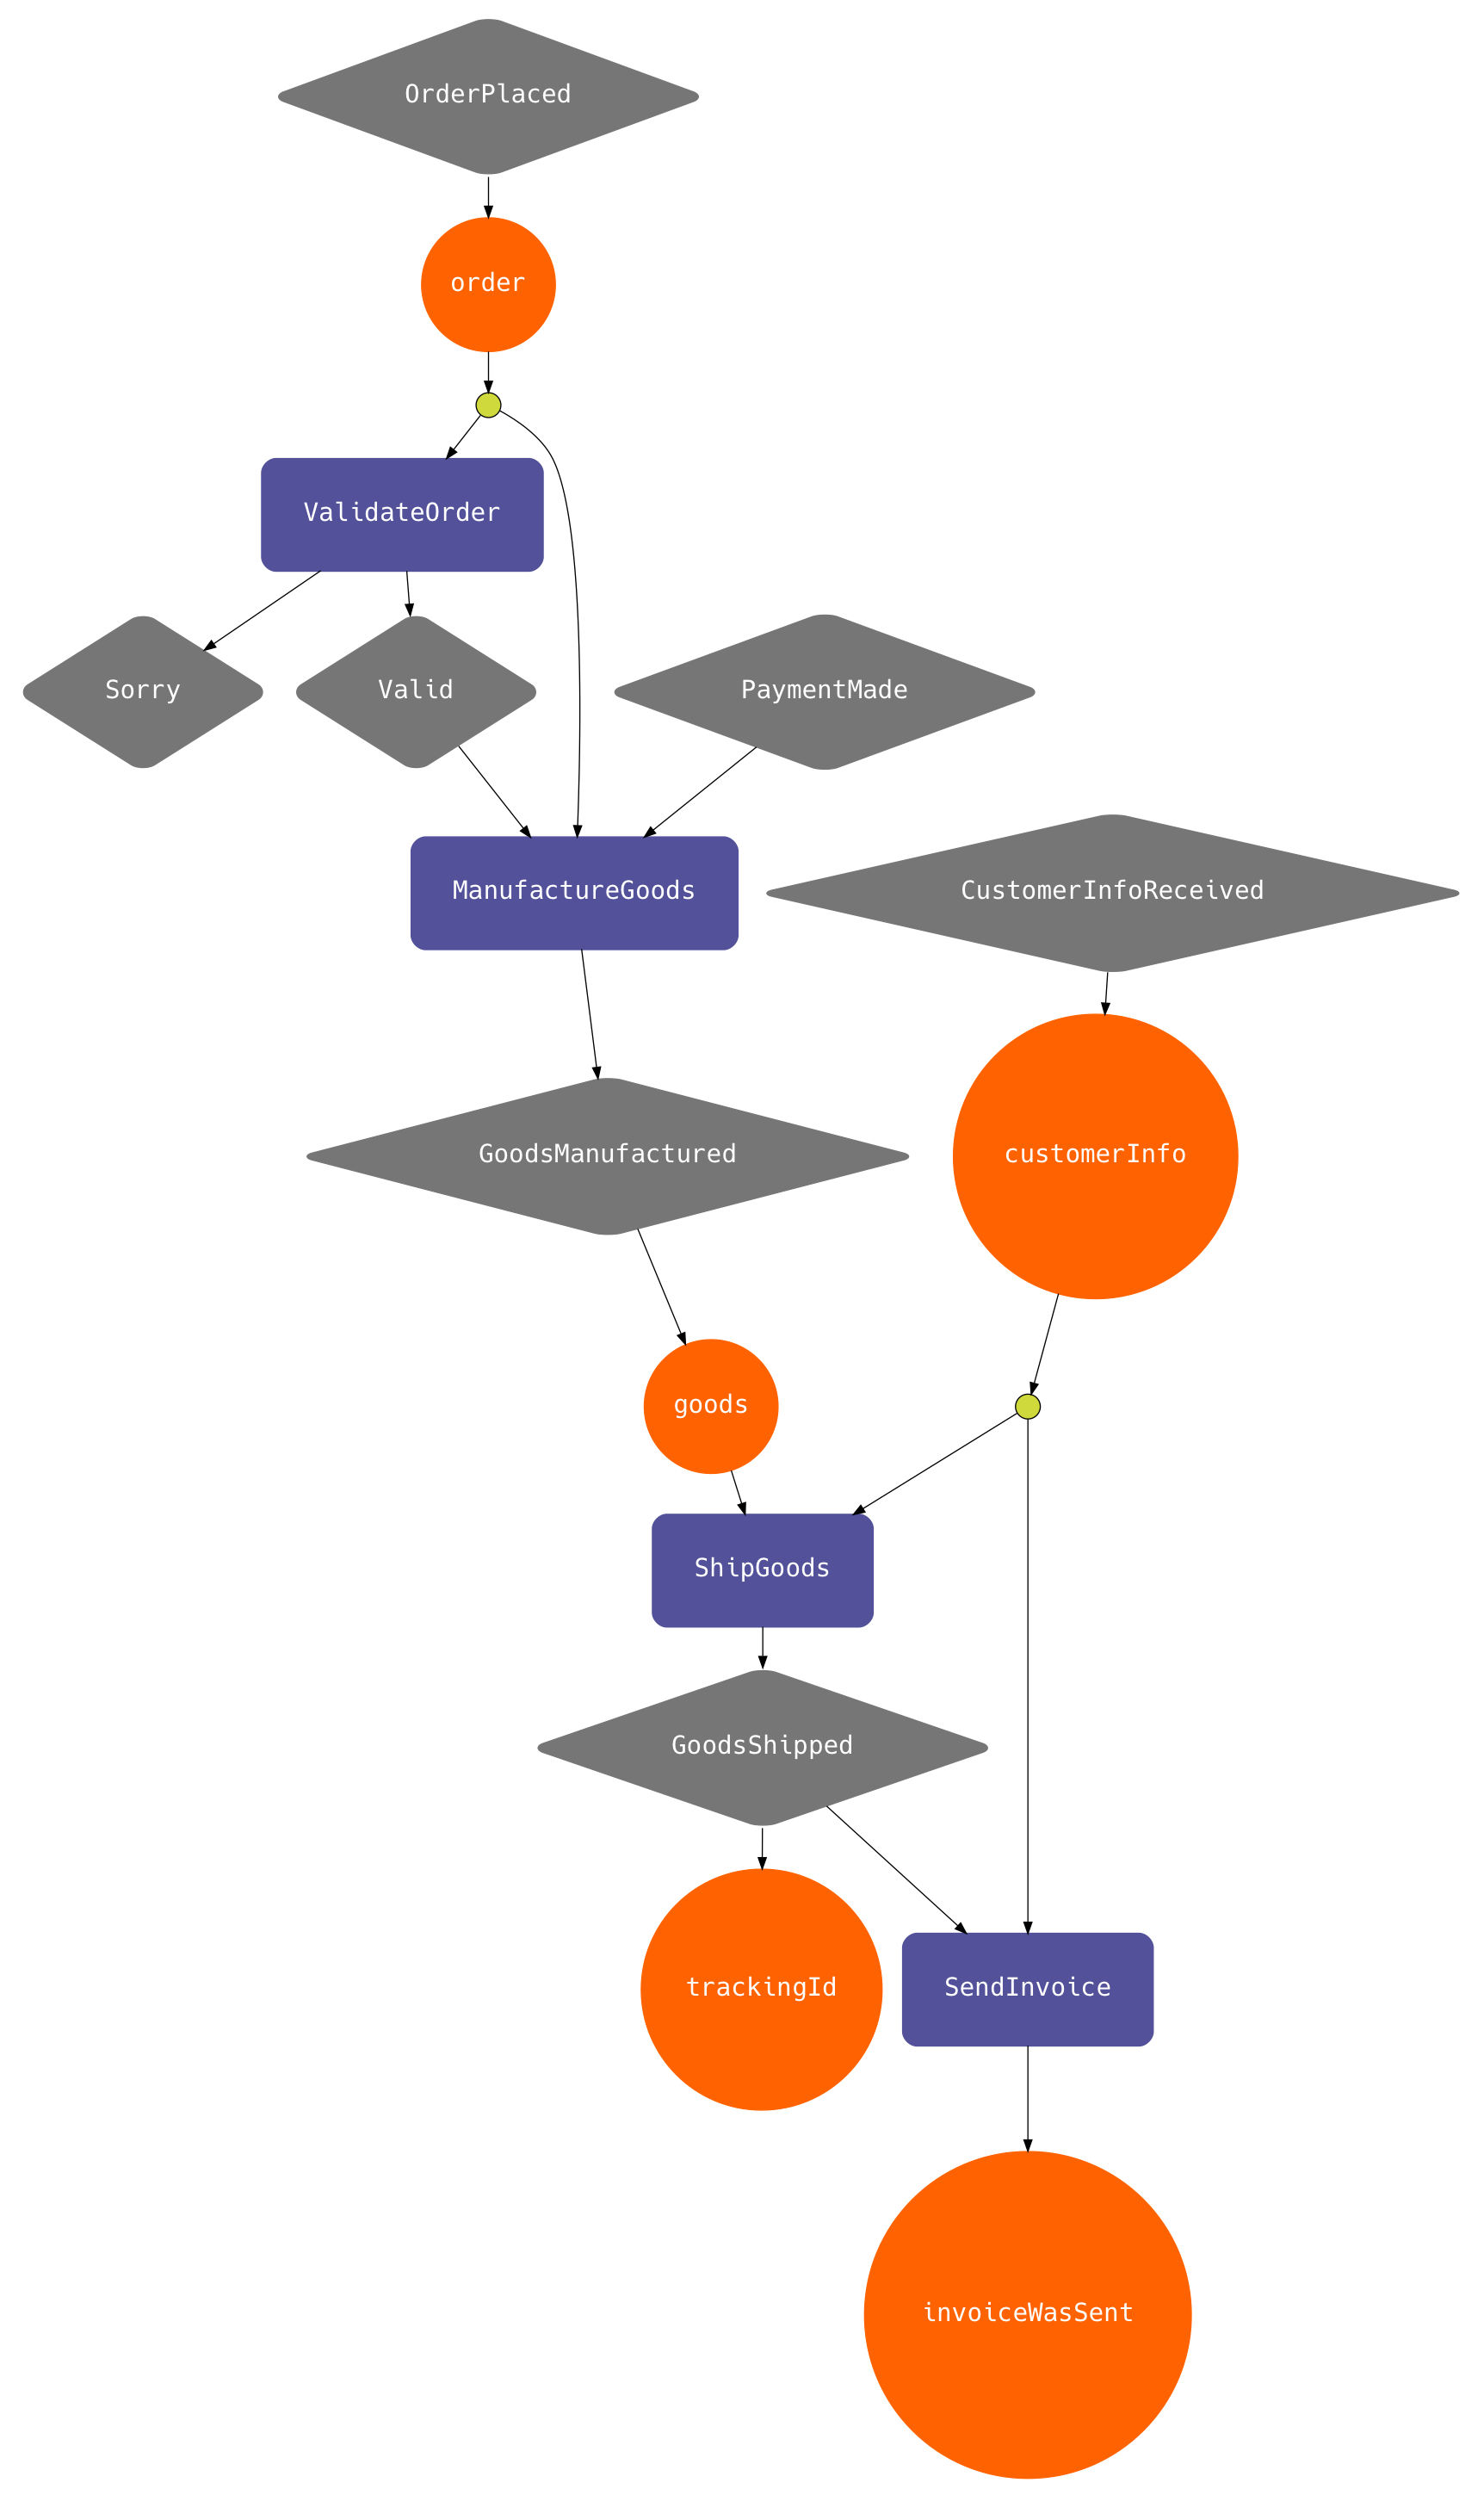 OrderPlaced
order
ValidateOrder
Sorry
Valid
PaymentMade
ManufactureGoods
CustomerInfoReceived
GoodsManufactured
customerInfo
goods
ShipGoods
GoodsShipped
trackingId
SendInvoice
invoiceWasSent